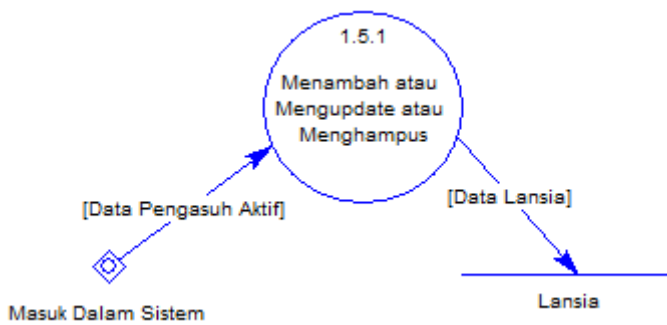 1.5.1
Menambah atau
Mengupdate atau
Menghampus
[Data Pengasuh Aktif]
[Data Lansia]
Masuk Dalam Sistem
Lansia